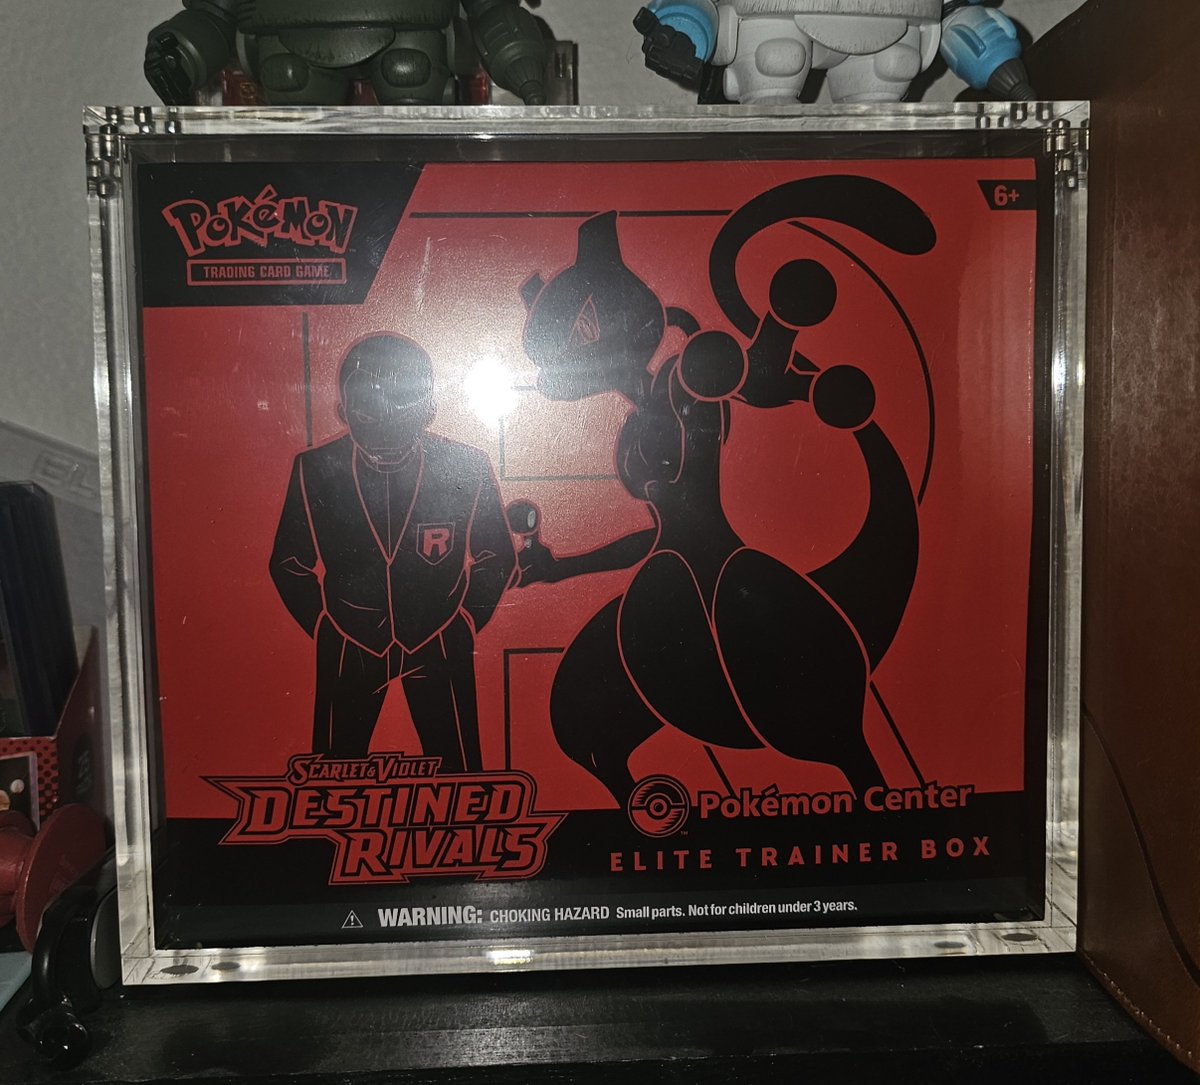 POKéMON
TRADING CARD GAME
6+
R
SCARLET & VIOLET
DESTINED
RIVALS
Pokémon Center
™
ELITE TRAINER BOX
WARNING: CHOKING HAZARD Small parts. Not for children under 3 years.